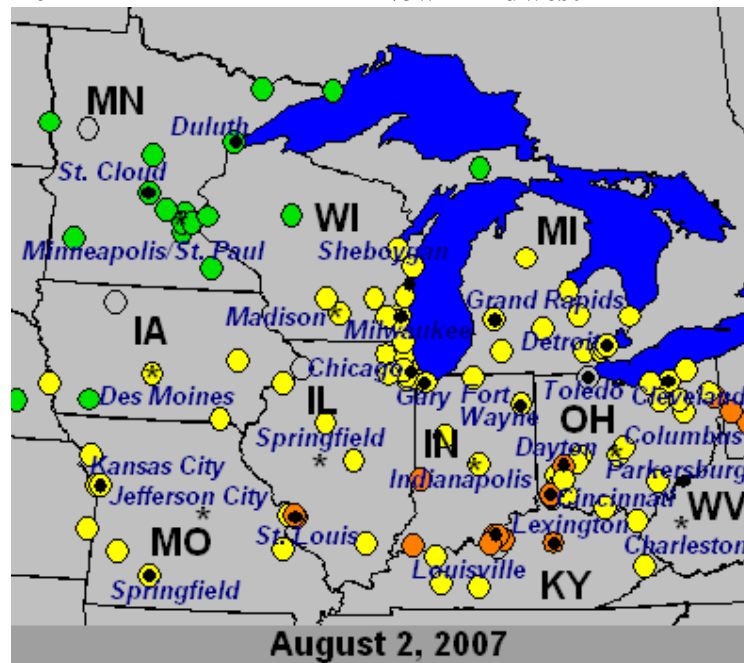 MN
Duluth
St. Cloud
WI
MI
Minneapolis/St. Paul
Sheboygan
Grand Rapids
IA
Madison
Milwaukee
Detroit
Chicago
Toledo
Des Moines
Gary
Fort
Wayne
Cleveland
IL
OH
Springfield
IN
Dayton
Columbus
Kansas City
Indianapolis
Parkersburg
Jefferson City
Cincinnati
WV
MO
St. Louis
Lexington
Charleston
Louisville
KY
Springfield
August 2, 2007